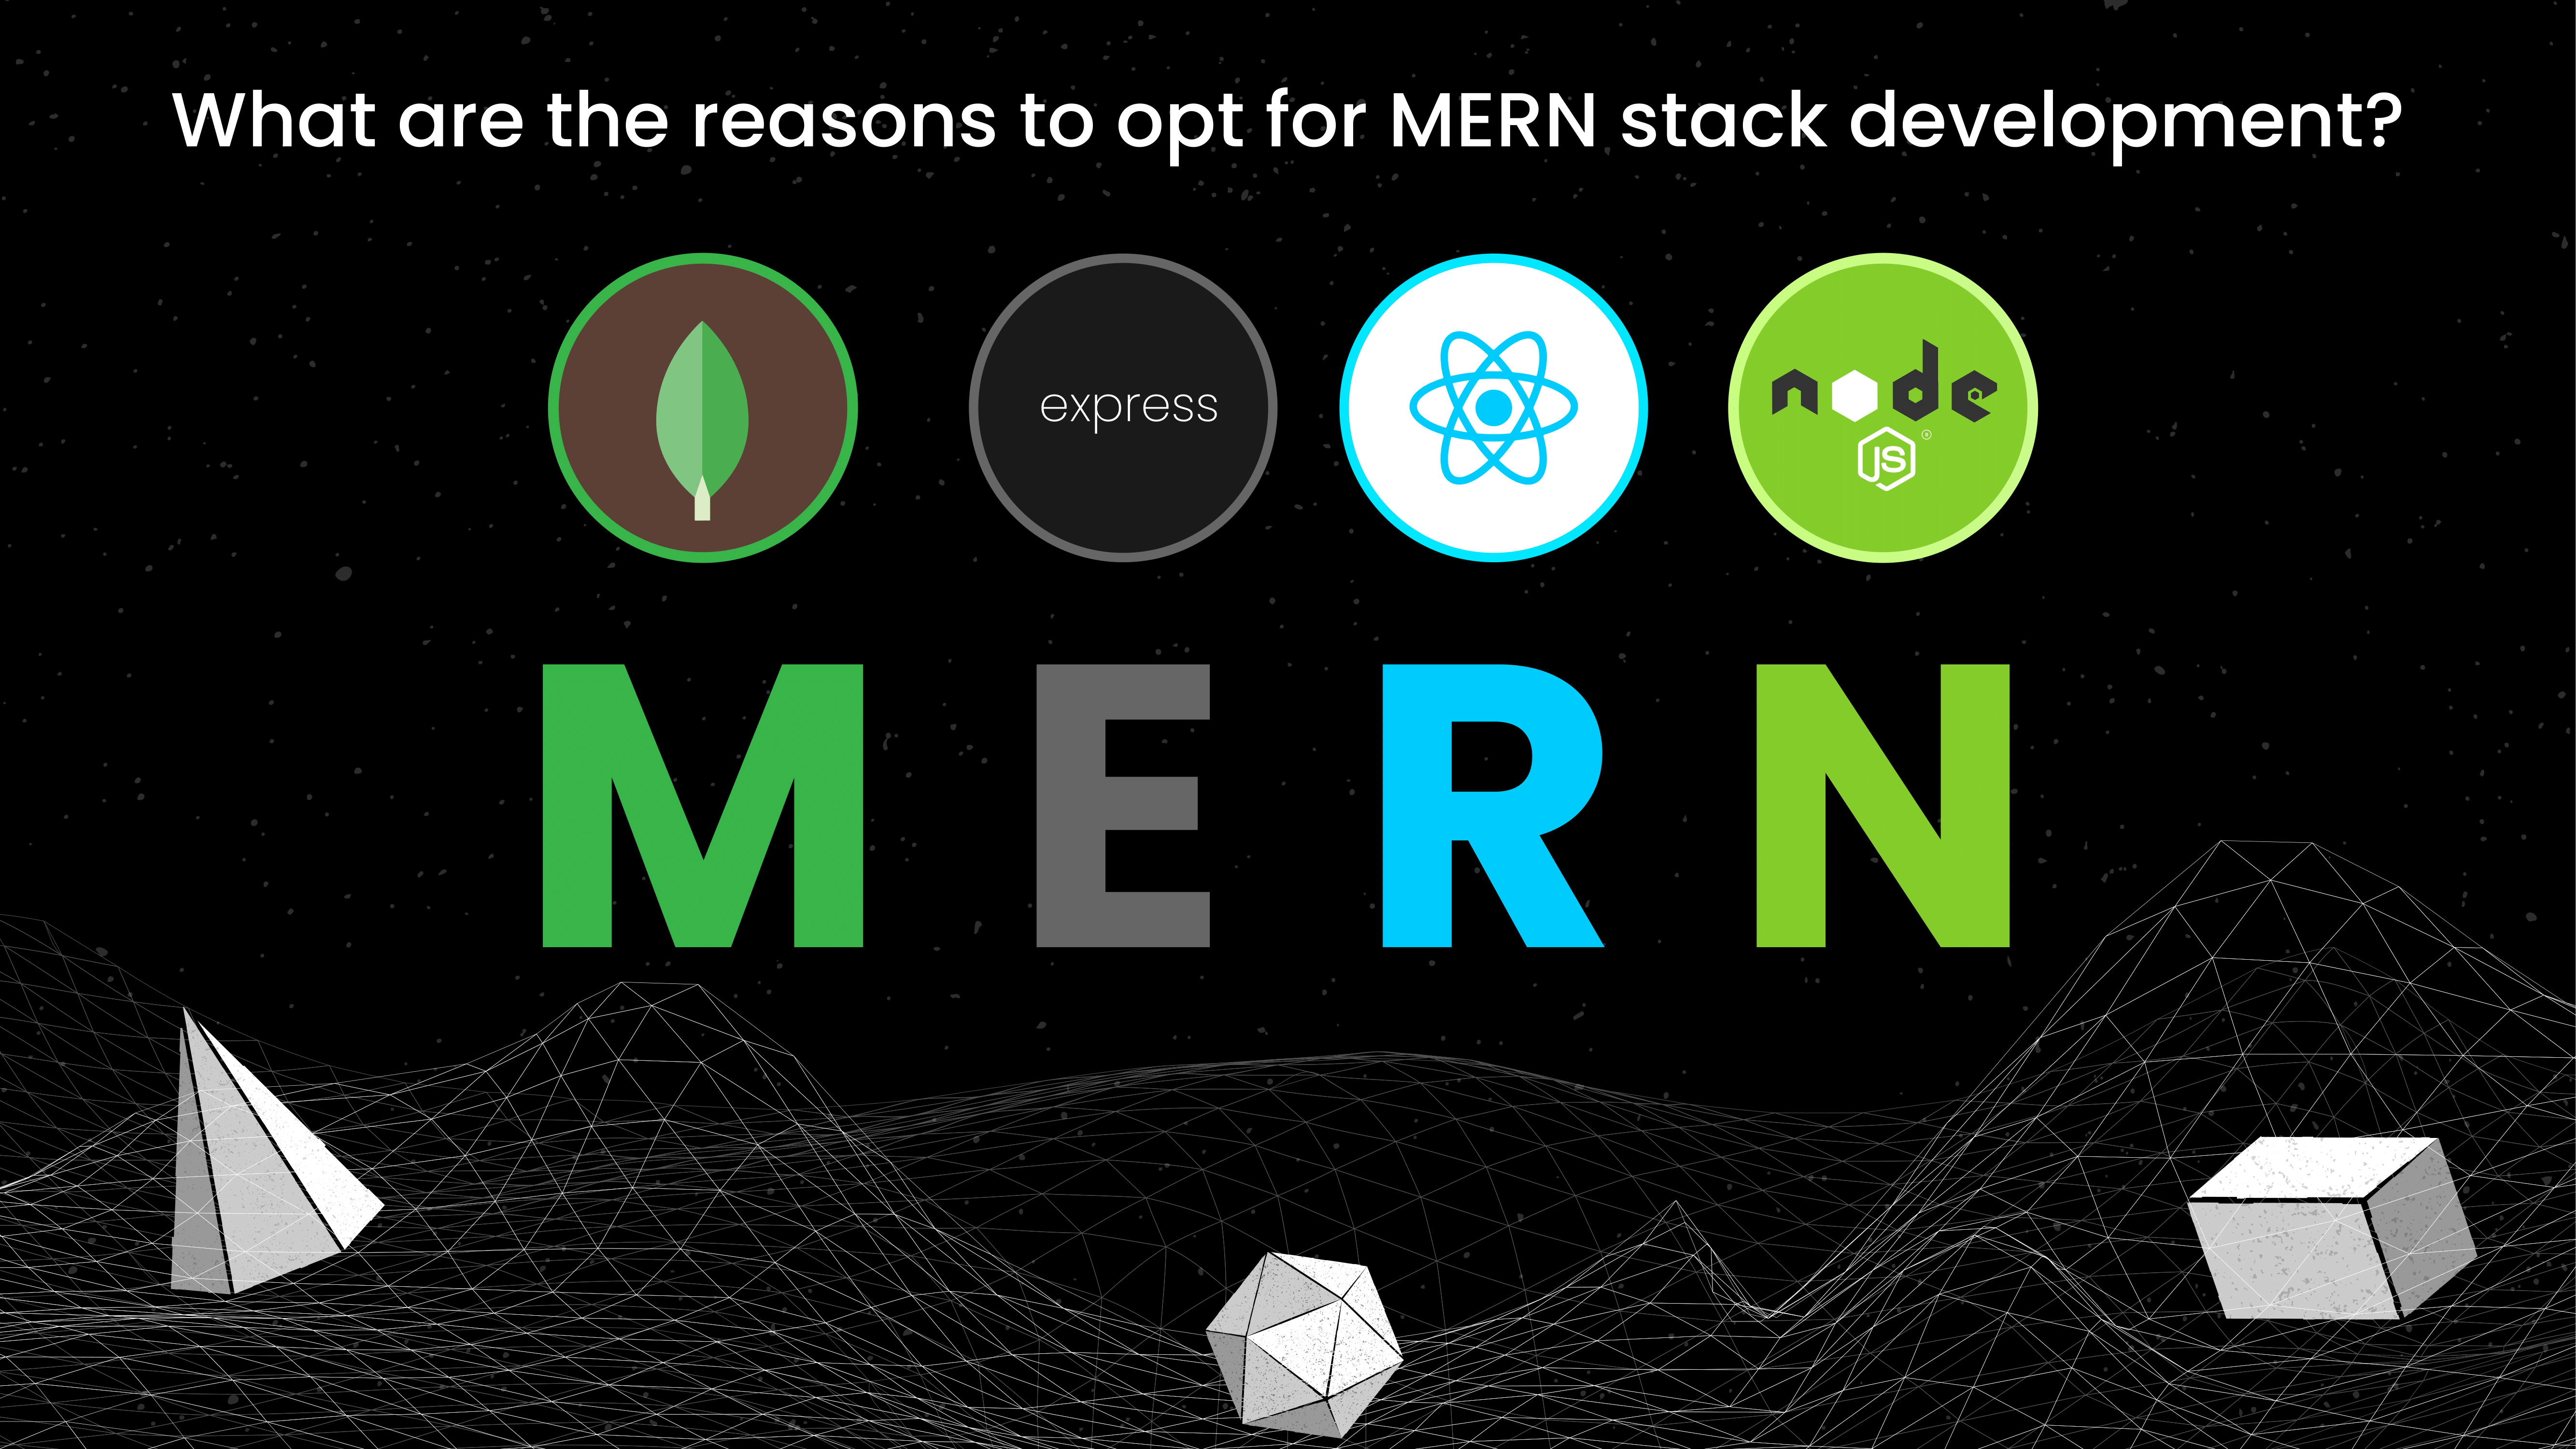 What are the reasons to opt for MERN stack development?
express
node
JS
®
MERN